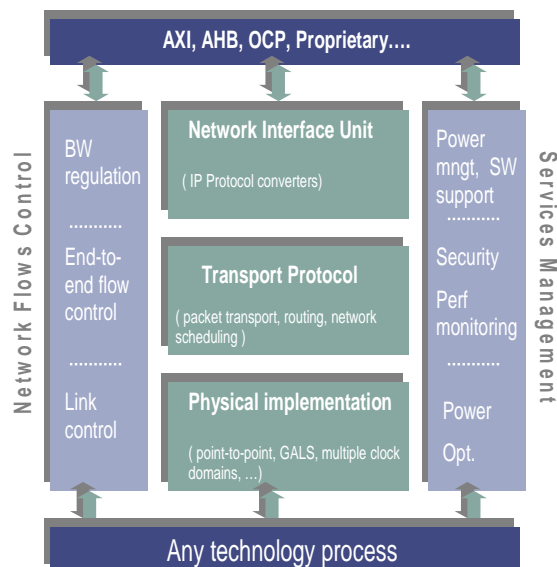 AXI, AHB, OCP, Proprietary....
Network Flows Control
BW
regulation
...........
End-to-
end flow
control
...........
Link
control
Network Interface Unit
( IP Protocol converters)
Transport Protocol
( packet transport, routing, network
scheduling )
Physical implementation
( point-to-point, GALS, multiple clock
domains, ...)
Power
mngt, SW
support
...........
Security
Perf
monitoring
...........
Power
Opt.
Services Management
Any technology process